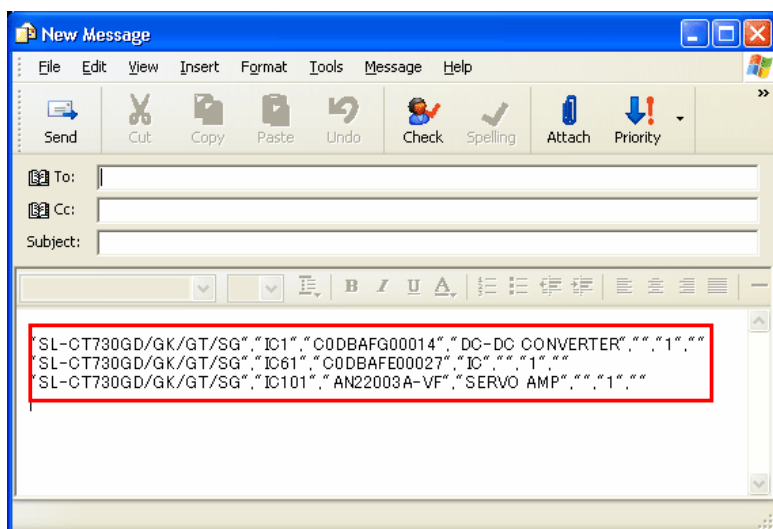 New Message
File Edit View Insert Format Tools Message Help
Send Cut Copy Paste Undo Check Spelling Attach Priority »
To:
Cc:
Subject:
B I U A
"SL-CT730GD/GK/GT/SG","IC1","C0DBAFG00014","DC-DC CONVERTER","","1",""
"SL-CT730GD/GK/GT/SG","IC61","C0DBAFE00027","IC","","1",""
"SL-CT730GD/GK/GT/SG","IC101","AN22003A-VF","SERVO AMP","","1",""